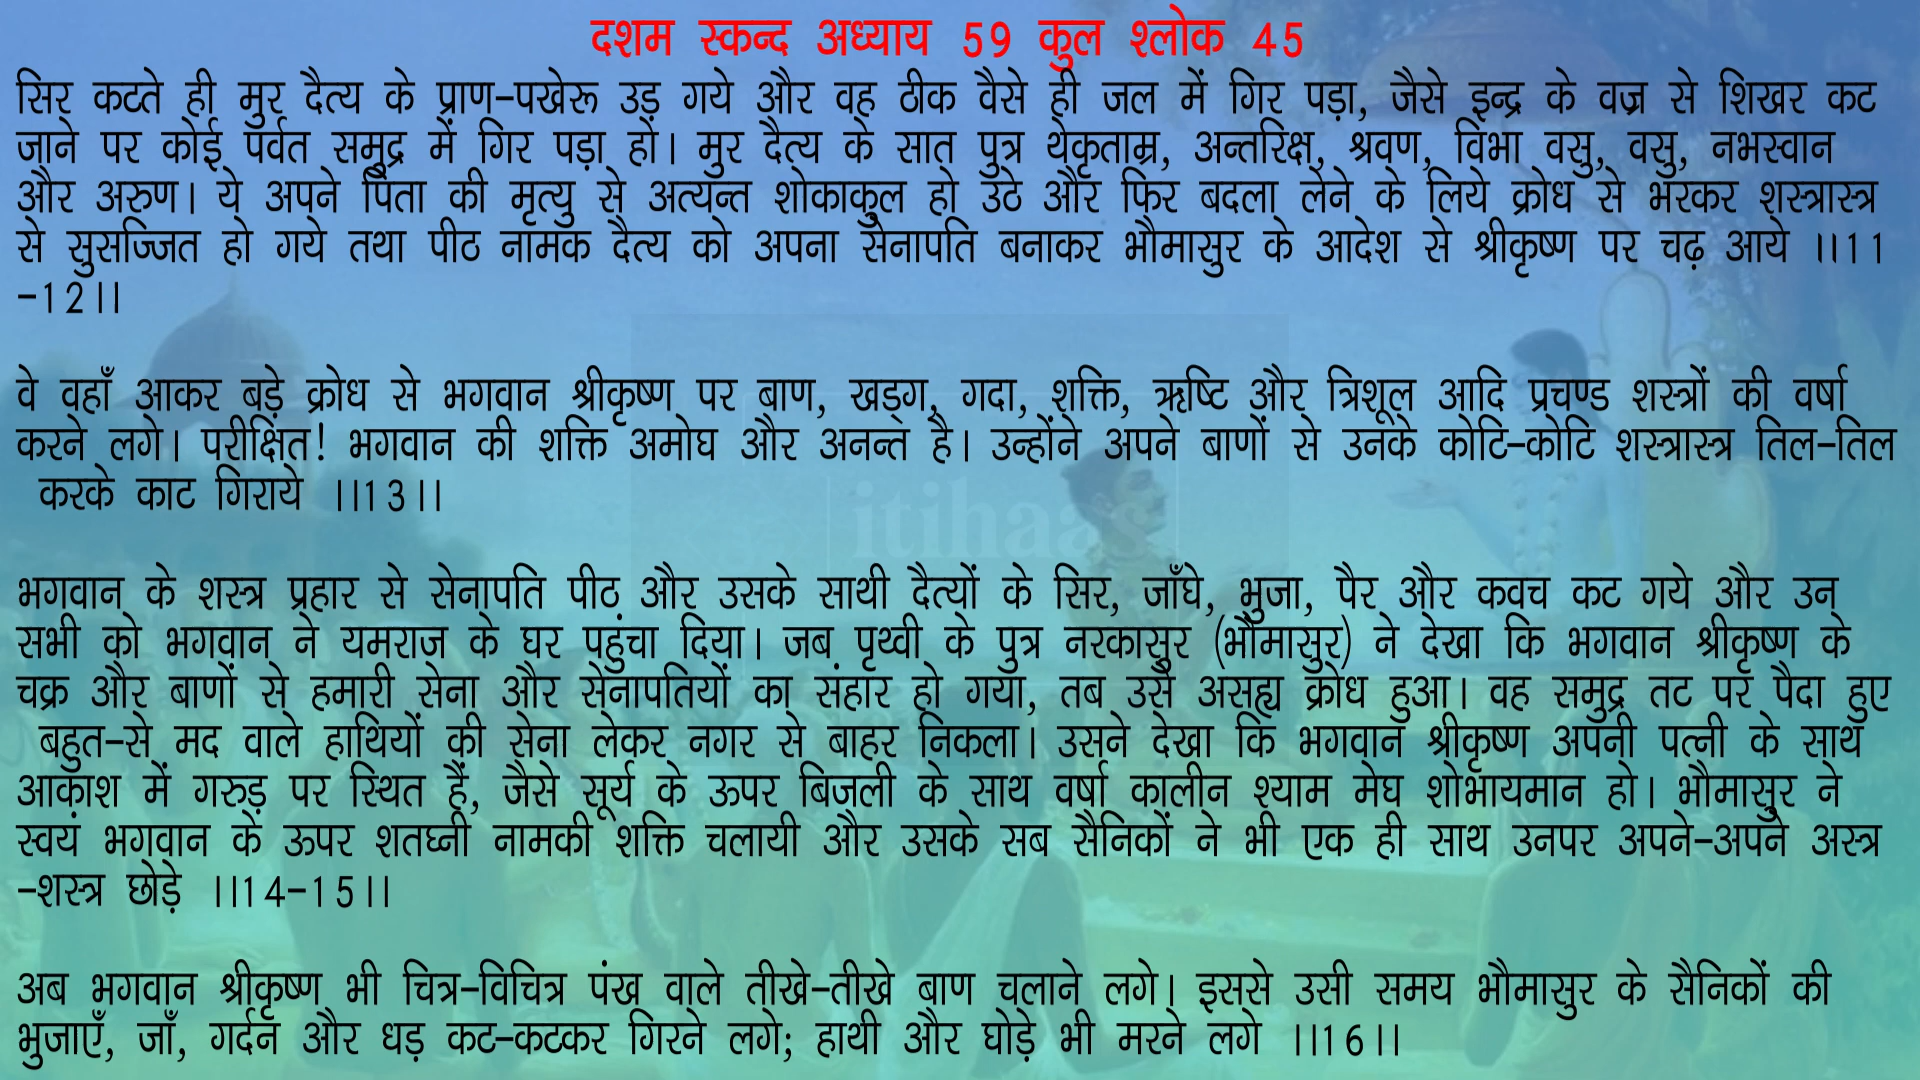 दशम स्कन्द अध्याय 59 कुल श्लोक 45
सिर कटते ही मुर दैत्य के प्राण-पखेरू उड़ गये और वह ठीक वैसे ही जल में गिर पड़ा, जैसे इन्द्र के वज्र से शिखर कट
जाने पर कोई पर्वत समुद्र में गिर पड़ा हो। मुर दैत्य के सात पुत्र थेकृताम्र, अन्तरिक्ष, श्रवण, विभा वसु, वसु, नभस्वान
और अरुण। ये अपने पिता की मृत्यु से अत्यन्त शोकाकुल हो उठे और फिर बदला लेने के लिये क्रोध से भरकर शस्त्रास्त्र
से सुसज्जित हो गये तथा पीठ नामक दैत्य को अपना सेनापति बनाकर भौमासुर के आदेश से श्रीकृष्ण पर चढ़ आये ।।11
-12।।
वे वहाँ आकर बड़े क्रोध से भगवान श्रीकृष्ण पर बाण, खड्ग, गदा, शक्ति, ऋष्टि और त्रिशूल आदि प्रचण्ड शस्त्रों की वर्षा
करने लगे। परीक्षित! भगवान की शक्ति अमोघ और अनन्त है। उन्होंने अपने बाणों से उनके कोटि-कोटि शस्त्रास्त्र तिल-तिल
करके काट गिराये ।।13।।
itihaas
भगवान के शस्त्र प्रहार से सेनापति पीठ और उसके साथी दैत्यों के सिर, जाँघे, भुजा, पैर और कवच कट गये और उन
सभी को भगवान ने यमराज के घर पहुंचा दिया। जब पृथ्वी के पुत्र नरकासुर (भौमासुर) ने देखा कि भगवान श्रीकृष्ण के
चक्र और बाणों से हमारी सेना और सेनापतियों का संहार हो गया, तब उसे असह्य क्रोध हुआ। वह समुद्र तट पर पैदा हुए
बहुत-से मद वाले हाथियों की सेना लेकर नगर से बाहर निकला। उसने देखा कि भगवान श्रीकृष्ण अपनी पत्नी के साथ
आकाश में गरुड़ पर स्थित हैं, जैसे सूर्य के ऊपर बिजली के साथ वर्षा कालीन श्याम मेघ शोभायमान हो। भौमासुर ने
स्वयं भगवान के ऊपर शतघ्नी नामकी शक्ति चलायी और उसके सब सैनिकों ने भी एक ही साथ उनपर अपने-अपने अस्त्र
-शस्त्र छोड़े ।।14-15।।
अब भगवान श्रीकृष्ण भी चित्र-विचित्र पंख वाले तीखे-तीखे बाण चलाने लगे। इससे उसी समय भौमासुर के सैनिकों की
भुजाएँ, जाँ, गर्दन और धड़ कट-कटकर गिरने लगे; हाथी और घोड़े भी मरने लगे ।।16।।